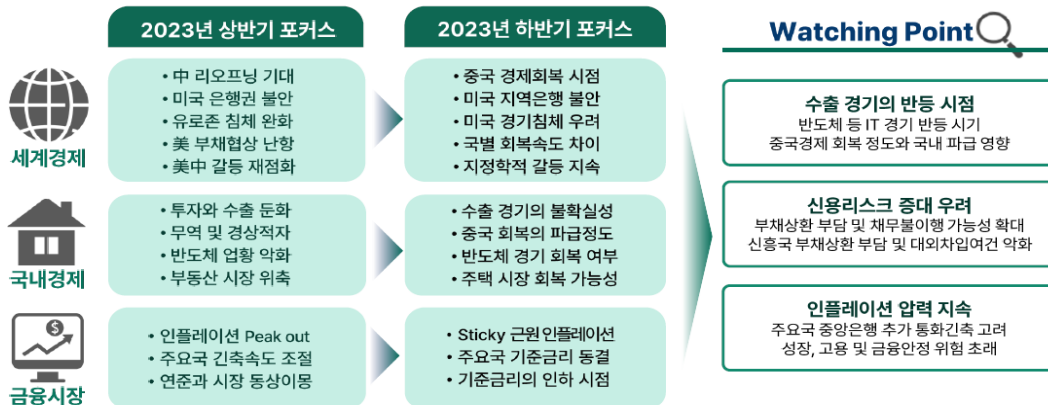 2023년 상반기 포커스
2023년 하반기 포커스
Watching Point
세계경제
• 中 리오프닝 기대
• 미국 은행권 불안
• 유로존 침체 완화
• 美 부채협상 난항
• 美中 갈등 재점화
• 중국 경제회복 시점
• 미국 지역은행 불안
• 미국 경기침체 우려
• 국별 회복속도 차이
• 지정학적 갈등 지속
국내경제
• 투자와 수출 둔화
• 무역 및 경상적자
• 반도체 업황 악화
• 부동산 시장 위축
• 수출 경기의 불확실성
• 중국 회복의 파급정도
• 반도체 경기 회복 여부
• 주택 시장 회복 가능성
$
금융시장
• 인플레이션 Peak out
• 주요국 긴축속도 조절
• 연준과 시장 동상이몽
• Sticky 근원인플레이션
• 주요국 기준금리 동결
• 기준금리의 인하 시점
수출 경기의 반등 시점
반도체 등 IT 경기 반등 시기
중국경제 회복 정도와 국내 파급 영향
신용리스크 증대 우려
부채상환 부담 및 채무불이행 가능성 확대
신흥국 부채상환 부담 및 대외차입여건 악화
인플레이션 압력 지속
주요국 중앙은행 추가 통화긴축 고려
성장, 고용 및 금융안정 위험 초래